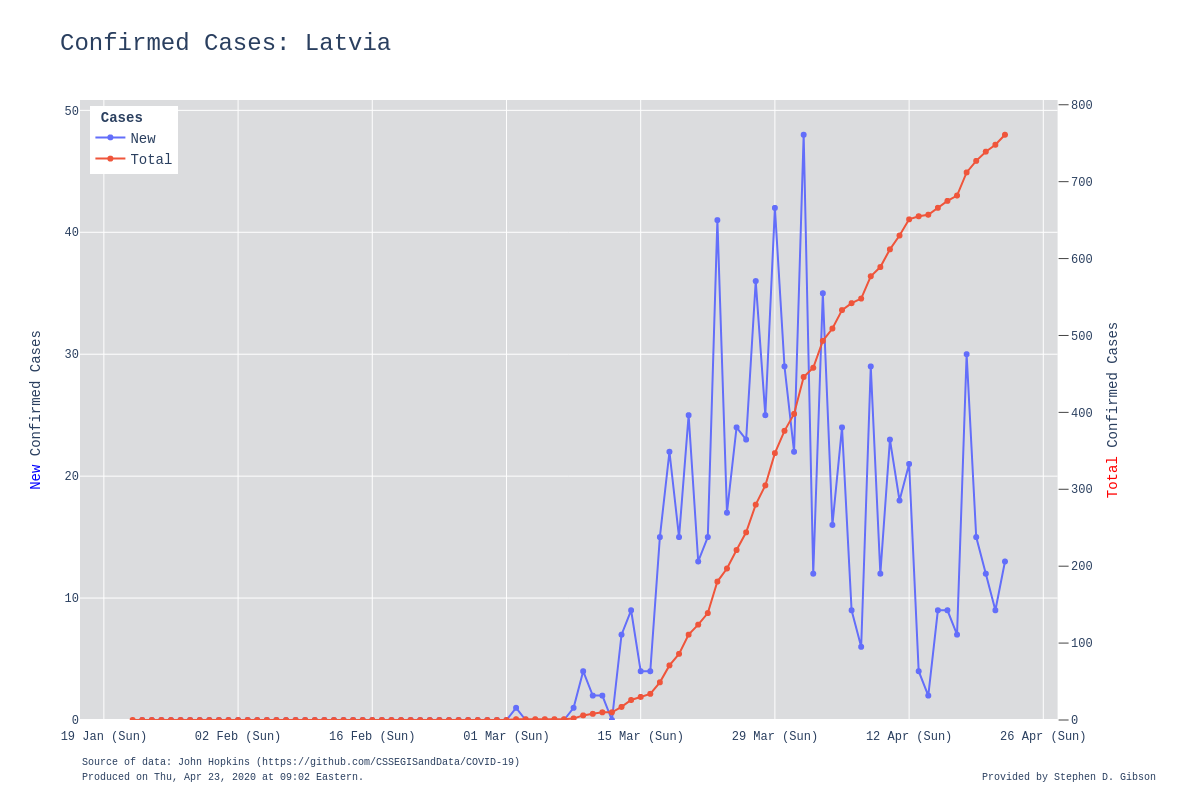 Confirmed Cases: Latvia
Cases
New
Total
50
40
30
20
10
0
800
700
600
500
400
300
200
100
0
New Confirmed Cases
Total Confirmed Cases
19 Jan (Sun)
02 Feb (Sun)
16 Feb (Sun)
01 Mar (Sun)
15 Mar (Sun)
29 Mar (Sun)
12 Apr (Sun)
26 Apr (Sun)
Source of data: John Hopkins (https://github.com/CSSEGISandData/COVID-19)
Produced on Thu, Apr 23, 2020 at 09:02 Eastern.
Provided by Stephen D. Gibson